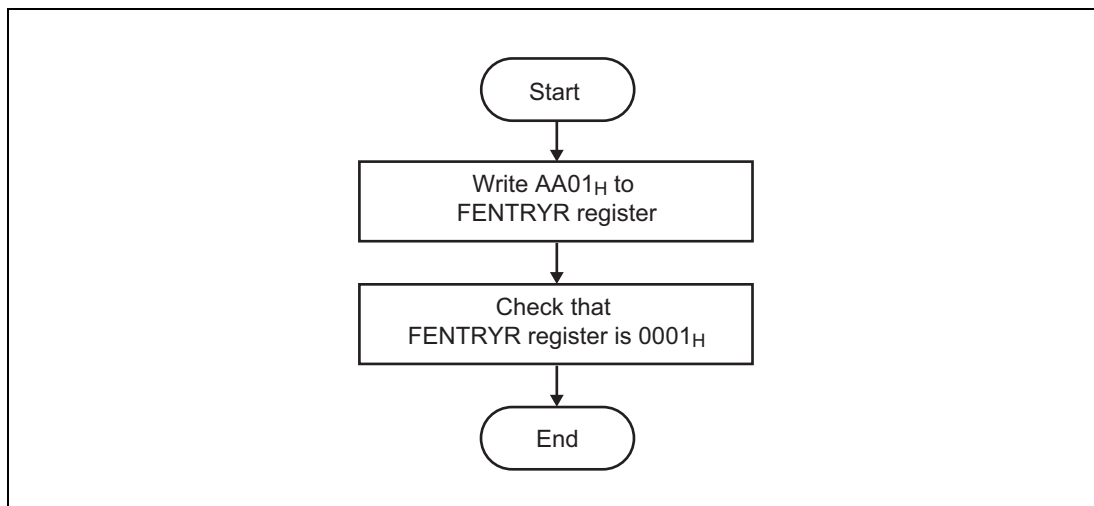 Start
Write AA01H to
FENTRYR register
Check that
FENTRYR register is 0001H
End